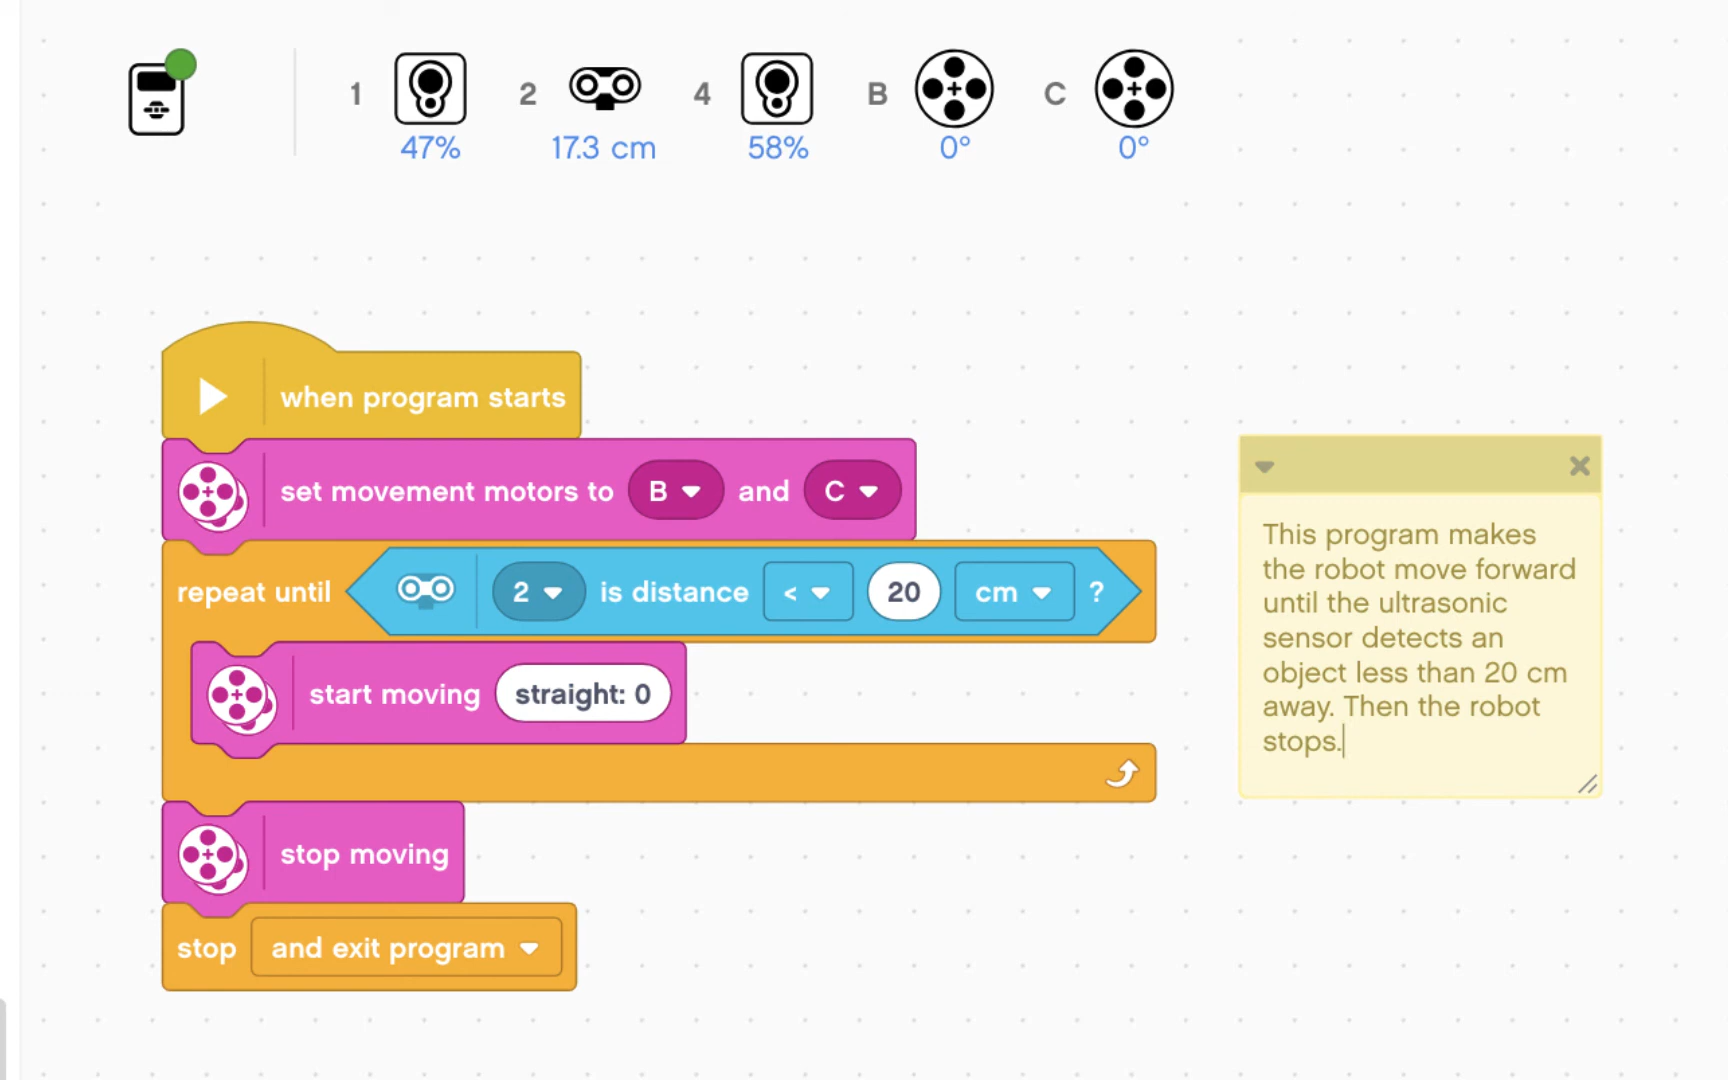 1 2 4 B C
47% 17.3 cm 58% 0° 0°
when program starts
set movement motors to B and C
repeat until 2 is distance < 20 cm ?
start moving straight: 0
stop moving
stop and exit program
This program makes
the robot move forward
until the ultrasonic
sensor detects an
object less than 20 cm
away. Then the robot
stops.